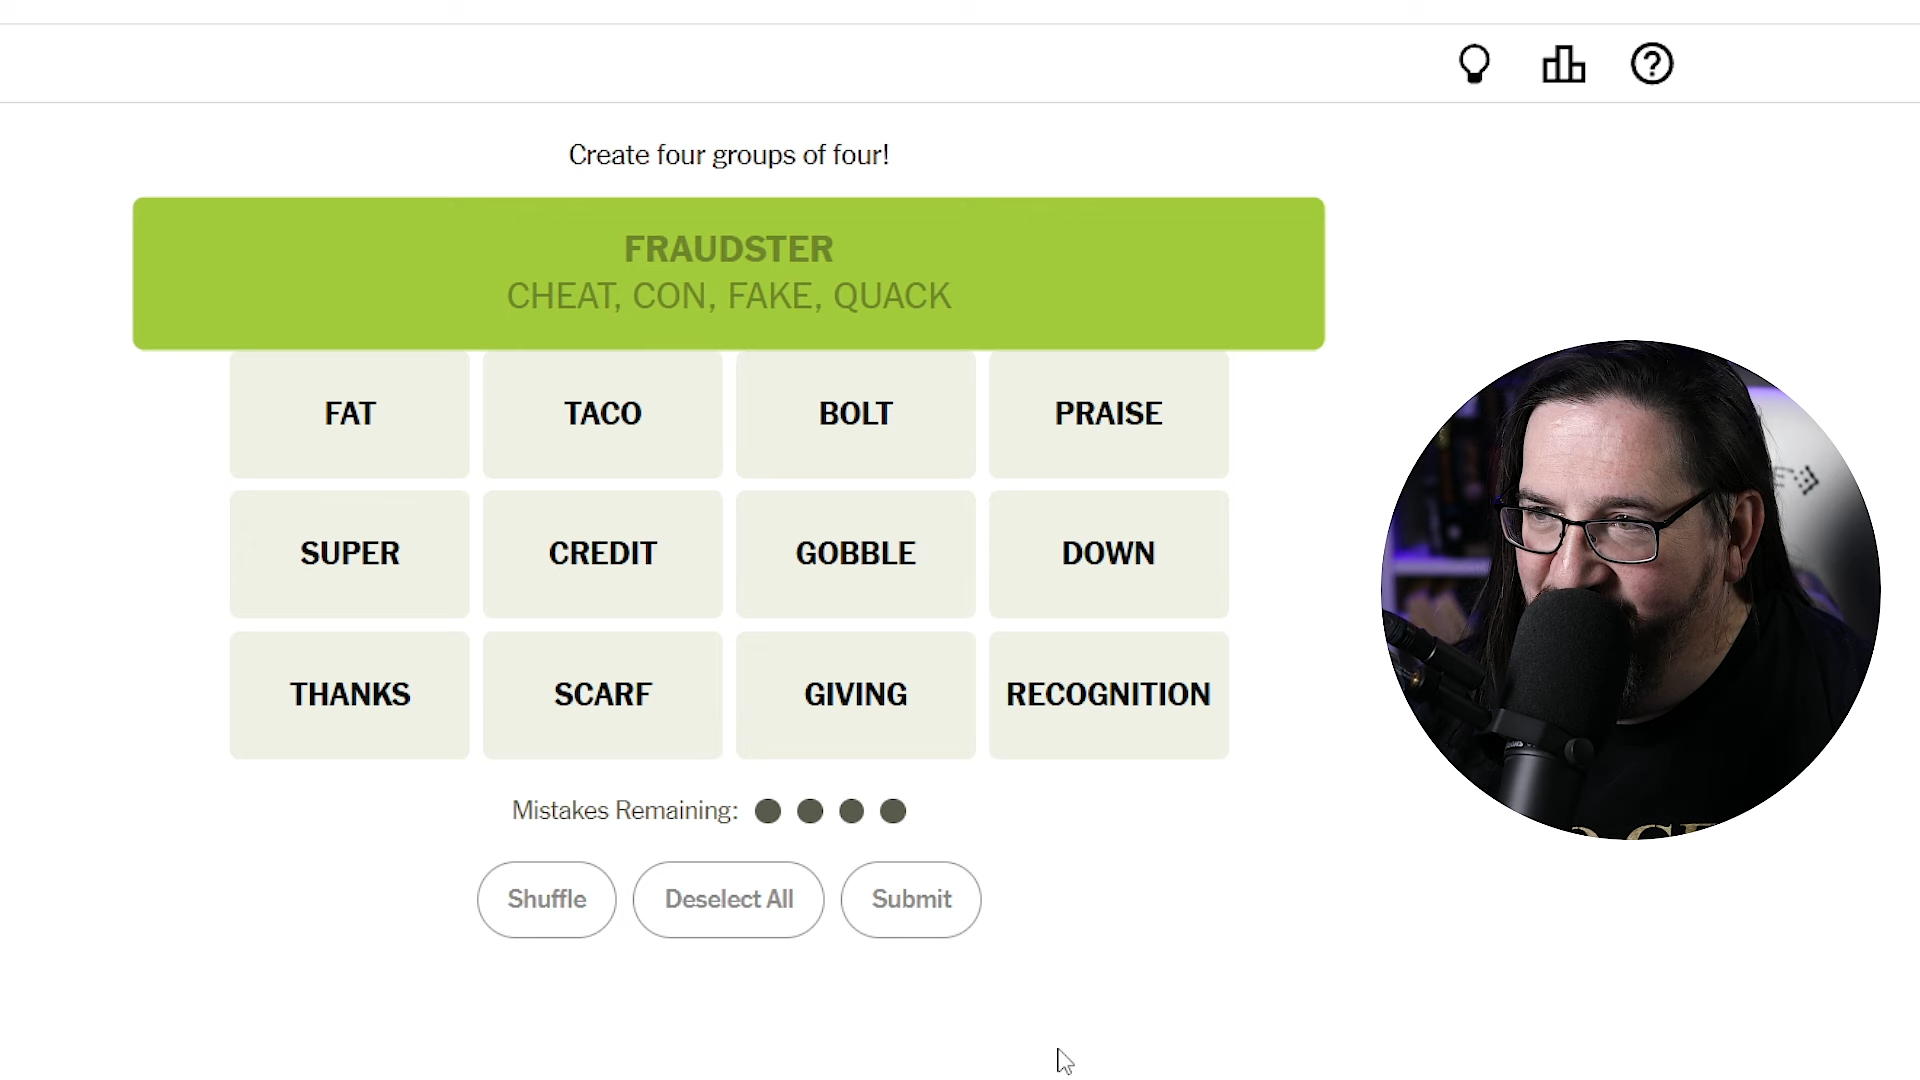 Create four groups of four!
FRAUDSTER
CHEAT, CON, FAKE, QUACK
FAT TACO BOLT PRAISE
SUPER CREDIT GOBBLE DOWN
THANKS SCARF GIVING RECOGNITION
Mistakes Remaining:
Shuffle Deselect All Submit